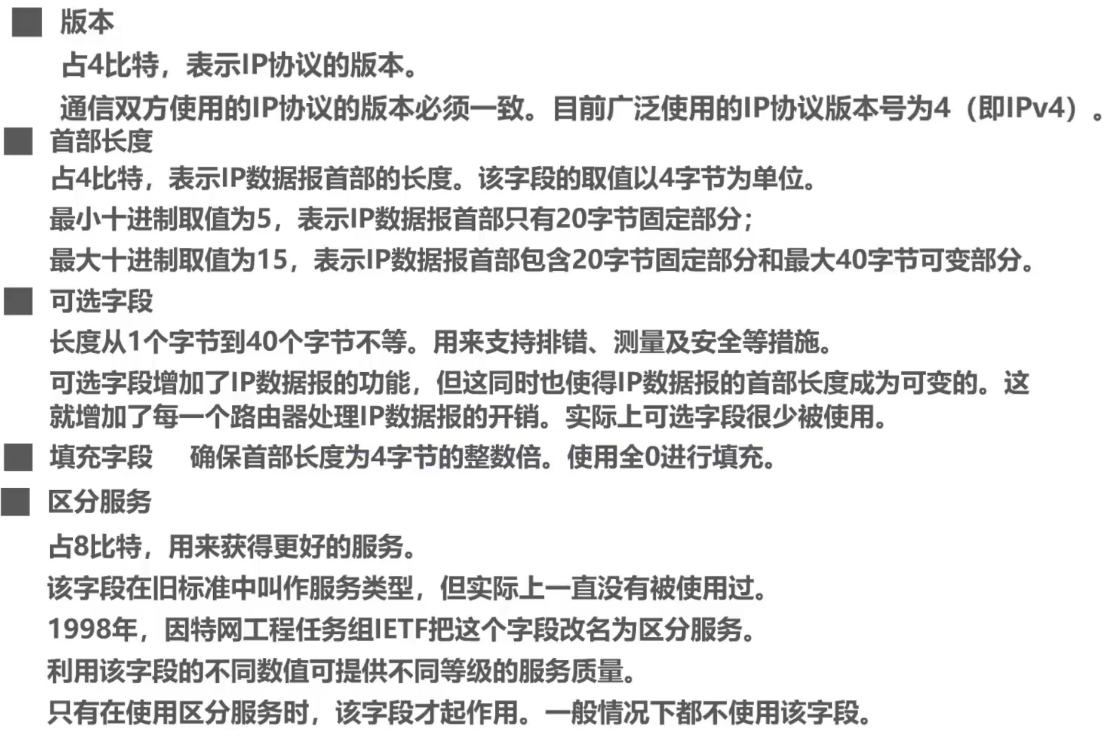 版本
占4比特，表示IP协议的版本。
通信双方使用的IP协议的版本必须一致。目前广泛使用的IP协议版本号为4（即IPv4）。
首部长度
占4比特，表示IP数据报首部的长度。该字段的取值以4字节为单位。
最小十进制取值为5，表示IP数据报首部只有20字节固定部分；
最大十进制取值为15，表示IP数据报首部包含20字节固定部分和最大40字节可变部分。
可选字段
长度从1个字节到40个字节不等。用来支持排错、测量及安全等措施。
可选字段增加了IP数据报的功能，但这同时也使得IP数据报的首部长度成为可变的。这
就增加了每一个路由器处理IP数据报的开销。实际上可选字段很少被使用。
填充字段 确保首部长度为4字节的整数倍。使用全0进行填充。
区分服务
占8比特，用来获得更好的服务。
该字段在旧标准中叫作服务类型，但实际上一直没有被使用过。
1998年，因特网工程任务组IETF把这个字段改名为区分服务。
利用该字段的不同数值可提供不同等级的服务质量。
只有在使用区分服务时，该字段才起作用。一般情况下都不使用该字段。